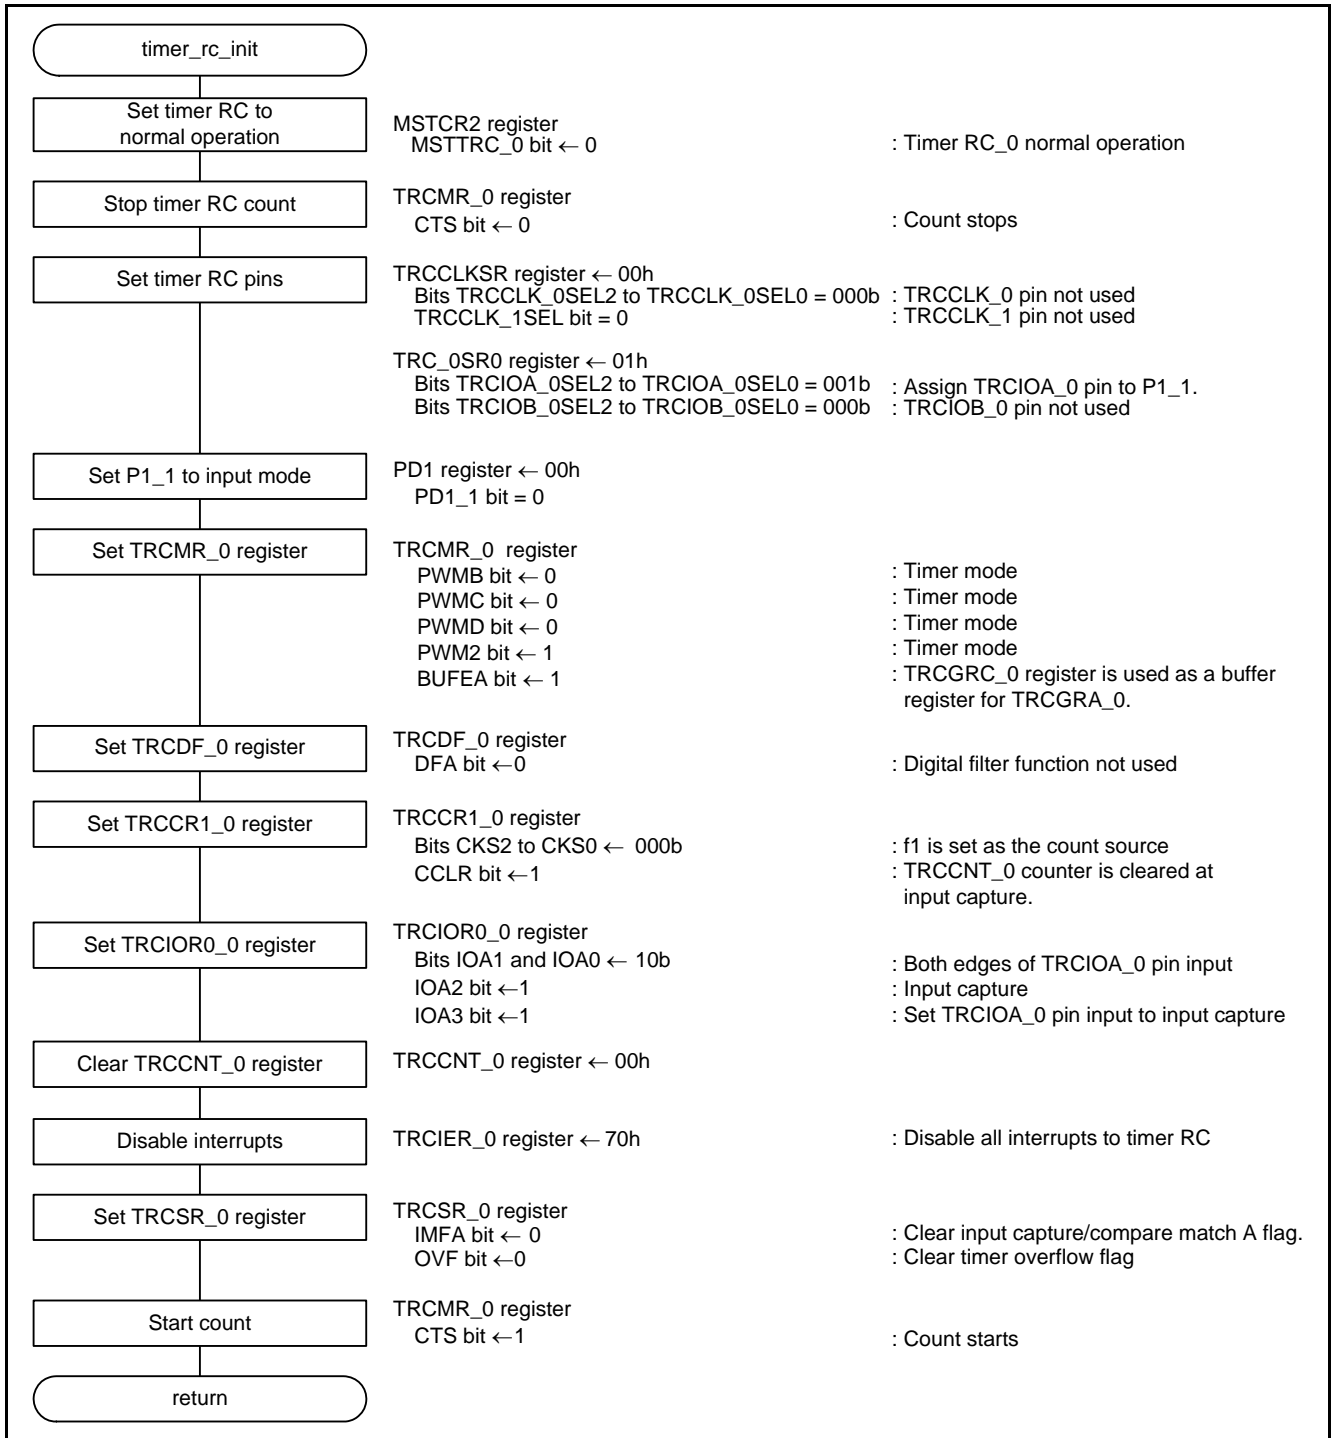 timer_rc_init
Set timer RC to
normal operation
MSTCR2 register
MSTTRC_0 bit ← 0 : Timer RC_0 normal operation
Stop timer RC count
TRCMR_0 register
CTS bit ← 0 : Count stops
Set timer RC pins
TRCCLKSR register ← 00h
Bits TRCCLK_0SEL2 to TRCCLK_0SEL0 = 000b : TRCCLK_0 pin not used
TRCCLK_1SEL bit = 0 : TRCCLK_1 pin not used
TRC_0SR0 register ← 01h
Bits TRCIOA_0SEL2 to TRCIOA_0SEL0 = 001b : Assign TRCIOA_0 pin to P1_1.
Bits TRCIOB_0SEL2 to TRCIOB_0SEL0 = 000b : TRCIOB_0 pin not used
Set P1_1 to input mode
PD1 register ← 00h
PD1_1 bit = 0
Set TRCMR_0 register
TRCMR_0 register
PWMB bit ← 0 : Timer mode
PWMC bit ← 0 : Timer mode
PWMD bit ← 0 : Timer mode
PWM2 bit ← 1 : Timer mode
BUFEA bit ← 1 : TRCGRC_0 register is used as a buffer
register for TRCGRA_0.
Set TRCDF_0 register
TRCDF_0 register
DFA bit ←0 : Digital filter function not used
Set TRCCR1_0 register
TRCCR1_0 register
Bits CKS2 to CKS0 ← 000b : f1 is set as the count source
CCLR bit ←1 : TRCCNT_0 counter is cleared at
input capture.
Set TRCIOR0_0 register
TRCIOR0_0 register
Bits IOA1 and IOA0 ← 10b : Both edges of TRCIOA_0 pin input
IOA2 bit ←1 : Input capture
IOA3 bit ←1 : Set TRCIOA_0 pin input to input capture
Clear TRCCNT_0 register
TRCCNT_0 register ← 00h
Disable interrupts
TRCIER_0 register ← 70h : Disable all interrupts to timer RC
Set TRCSR_0 register
TRCSR_0 register
IMFA bit ← 0 : Clear input capture/compare match A flag.
OVF bit ←0 : Clear timer overflow flag
Start count
TRCMR_0 register
CTS bit ←1 : Count starts
return